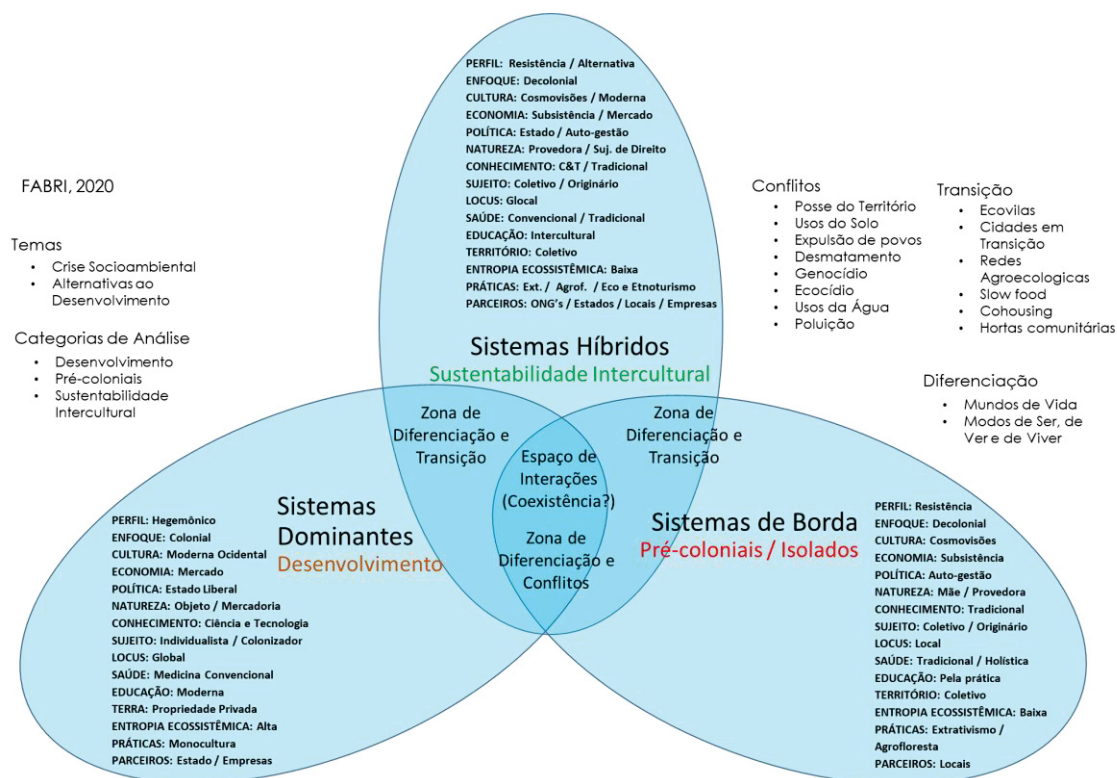 PERFIL: Resistência / Alternativa
ENFOQUE: Decolonial
CULTURA: Cosmovisões / Moderna
ECONOMIA: Subsistência / Mercado
POLÍTICA: Estado / Auto-gestão
NATUREZA: Provedora / Suj. de Direito
CONHECIMENTO: C&T / Tradicional
SUJEITO: Coletivo / Originário
LOCUS: Glocal
SAÚDE: Convencional / Tradicional
EDUCAÇÃO: Intercultural
TERRITÓRIO: Coletivo
ENTROPIA ECOSSISTÊMICA: Baixa
PRÁTICAS: Ext. / Agrof. / Eco e Etnoturismo
PARCEIROS: ONG's / Estados / Locais / Empresas
Sistemas Híbridos
Sustentabilidade Intercultural
FABRI, 2020
Temas
• Crise Socioambiental
• Alternativas ao
Desenvolvimento
Categorias de Análise
• Desenvolvimento
• Pré-coloniais
• Sustentabilidade
Intercultural
Conflitos
• Posse do Território
• Usos do Solo
• Expulsão de povos
• Desmatamento
• Genocídio
• Ecocídio
• Usos da Água
• Poluição
Transição
• Ecovilas
• Cidades em
Transição
• Redes
Agroecologicas
• Slow food
• Cohousing
• Hortas comunitárias
Diferenciação
• Mundos de Vida
• Modos de Ser, de
Ver e de Viver
Zona de
Diferenciação e
Transição
Zona de
Diferenciação e
Transição
Espaço de
Interações
(Coexistência?)
Zona de
Diferenciação e
Conflitos
Sistemas
Dominantes
Desenvolvimento
PERFIL: Hegemônico
ENFOQUE: Colonial
CULTURA: Moderna Ocidental
ECONOMIA: Mercado
POLÍTICA: Estado Liberal
NATUREZA: Objeto / Mercadoria
CONHECIMENTO: Ciência e Tecnologia
SUJEITO: Individualista / Colonizador
LOCUS: Global
SAÚDE: Medicina Convencional
EDUCAÇÃO: Moderna
TERRA: Propriedade Privada
ENTROPIA ECOSSISTÊMICA: Alta
PRÁTICAS: Monocultura
PARCEIROS: Estado / Empresas
Sistemas de Borda
Pré-coloniais / Isolados
PERFIL: Resistência
ENFOQUE: Decolonial
CULTURA: Cosmovisões
ECONOMIA: Subsistência
POLÍTICA: Auto-gestão
NATUREZA: Mãe / Provedora
CONHECIMENTO: Tradicional
SUJEITO: Coletivo / Originário
LOCUS: Local
SAÚDE: Tradicional / Holística
EDUCAÇÃO: Pela prática
TERRITÓRIO: Coletivo
ENTROPIA ECOSSISTÊMICA: Baixa
PRÁTICAS: Extrativismo /
Agrofloresta
PARCEIROS: Locais